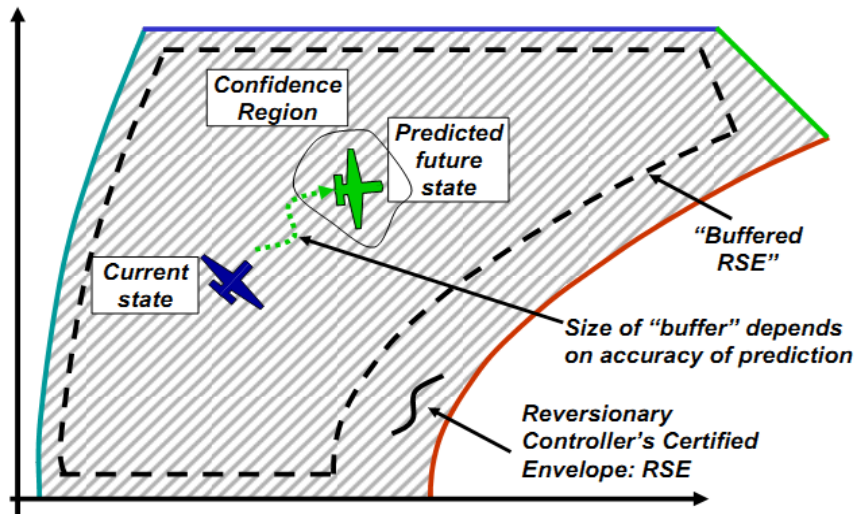 Confidence
Region
Predicted
future
state
Current
state
“Buffered
RSE”
Size of “buffer” depends
on accuracy of prediction
Reversionary
Controller’s Certified
Envelope: RSE